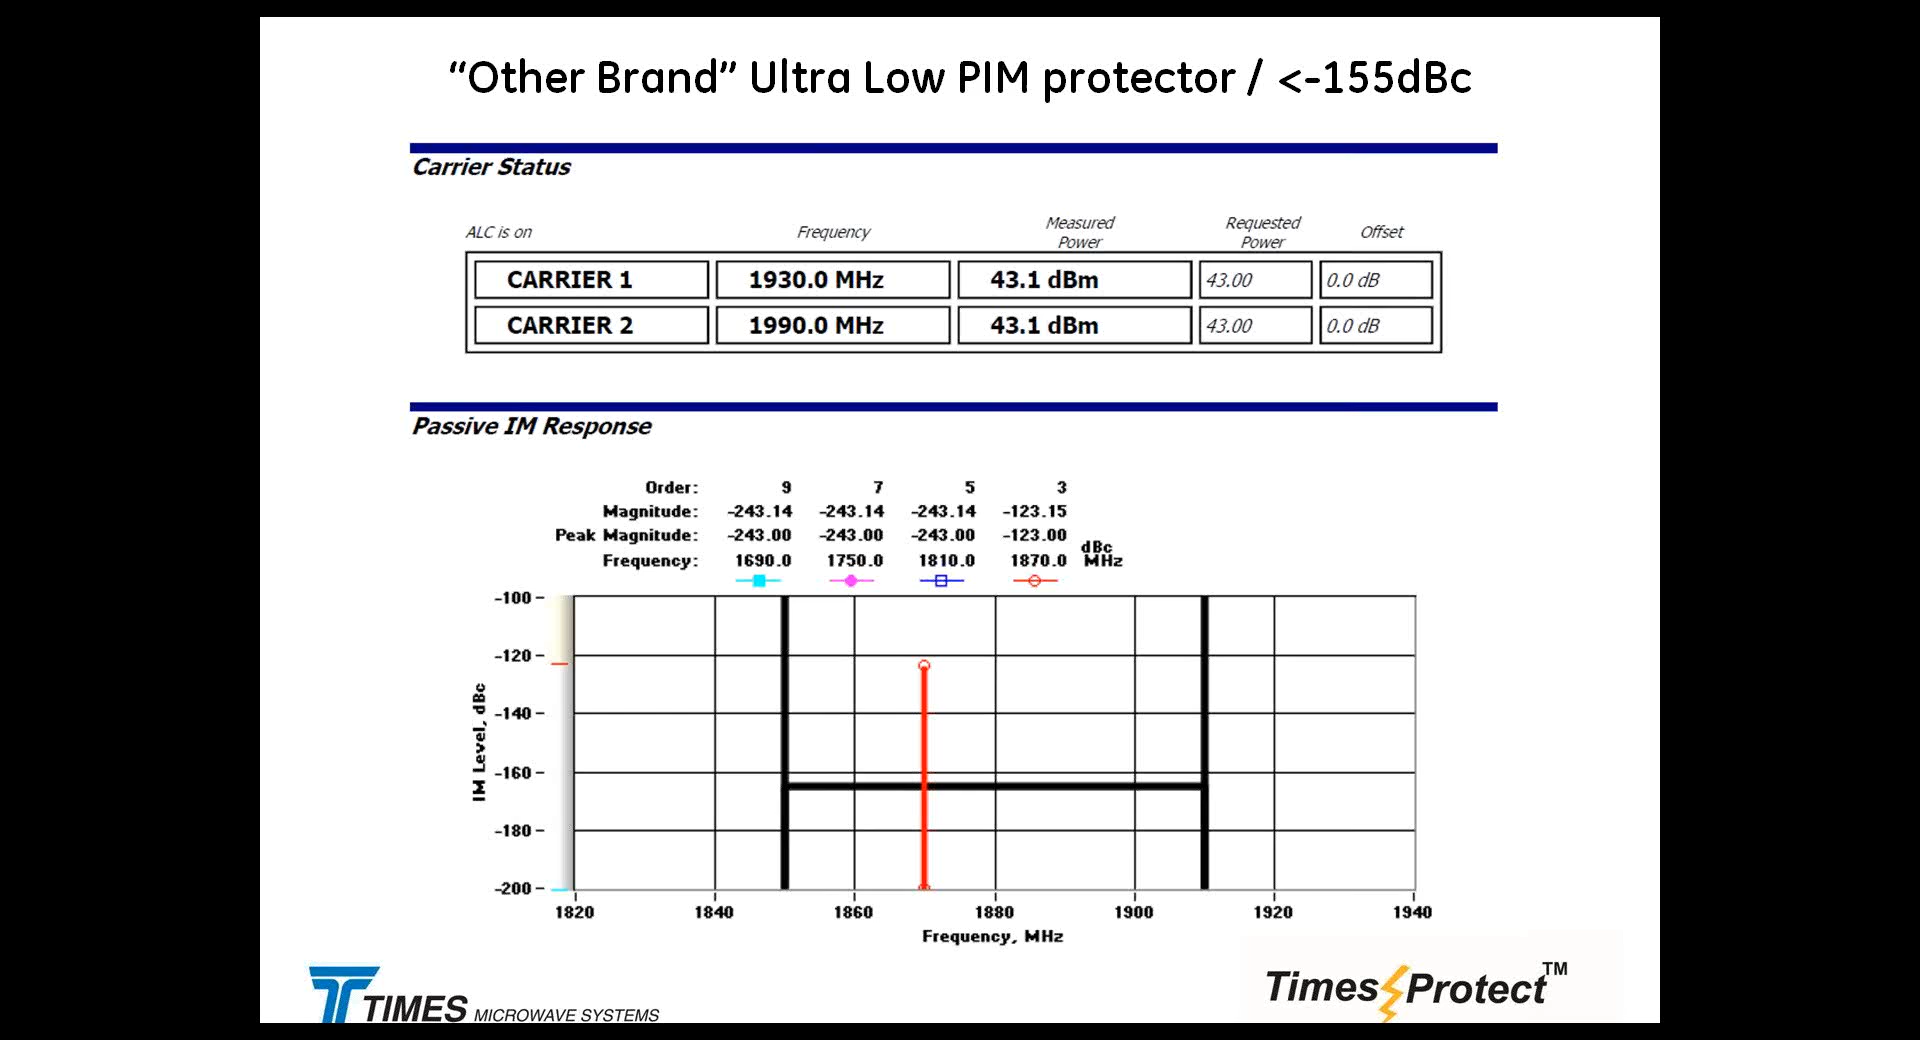 “Other Brand” Ultra Low PIM protector / <-155dBc
Carrier Status
ALC is on Frequency Measured Power Requested Power Offset
CARRIER 1 1930.0 MHz 43.1 dBm 43.00 0.0 dB
CARRIER 2 1990.0 MHz 43.1 dBm 43.00 0.0 dB
Passive IM Response
Order: 9 7 5 3
Magnitude: -243.14 -243.14 -243.14 -123.15
Peak Magnitude: -243.00 -243.00 -243.00 -123.00 dBc
Frequency: 1690.0 1750.0 1810.0 1870.0 MHz
-100
-120
-140
-160
-180
-200
IM Level, dBc
1820 1840 1860 1880 1900 1920 1940
Frequency, MHz
TIMES MICROWAVE SYSTEMS
Times Protect™